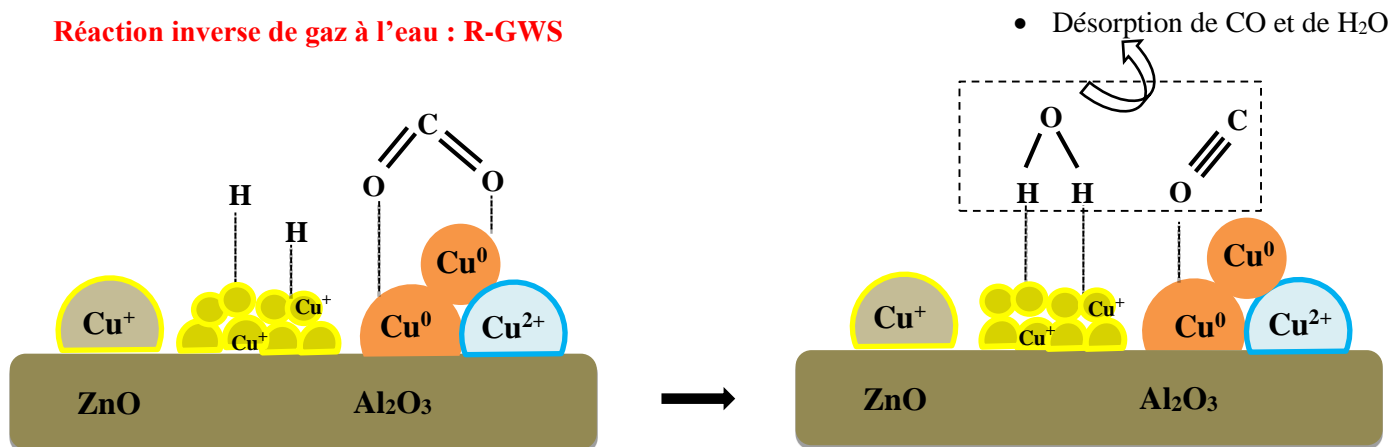 Réaction inverse de gaz à l’eau : R-GWS
• Désorption de CO et de H₂O
C
O O
H
H
Cu⁰
Cu⁺
Cu⁺
Cu⁺
Cu⁰
Cu²⁺
ZnO Al₂O₃
O C
H H O
Cu⁰
Cu⁺
Cu⁺
Cu⁺
Cu⁰
Cu²⁺
ZnO Al₂O₃